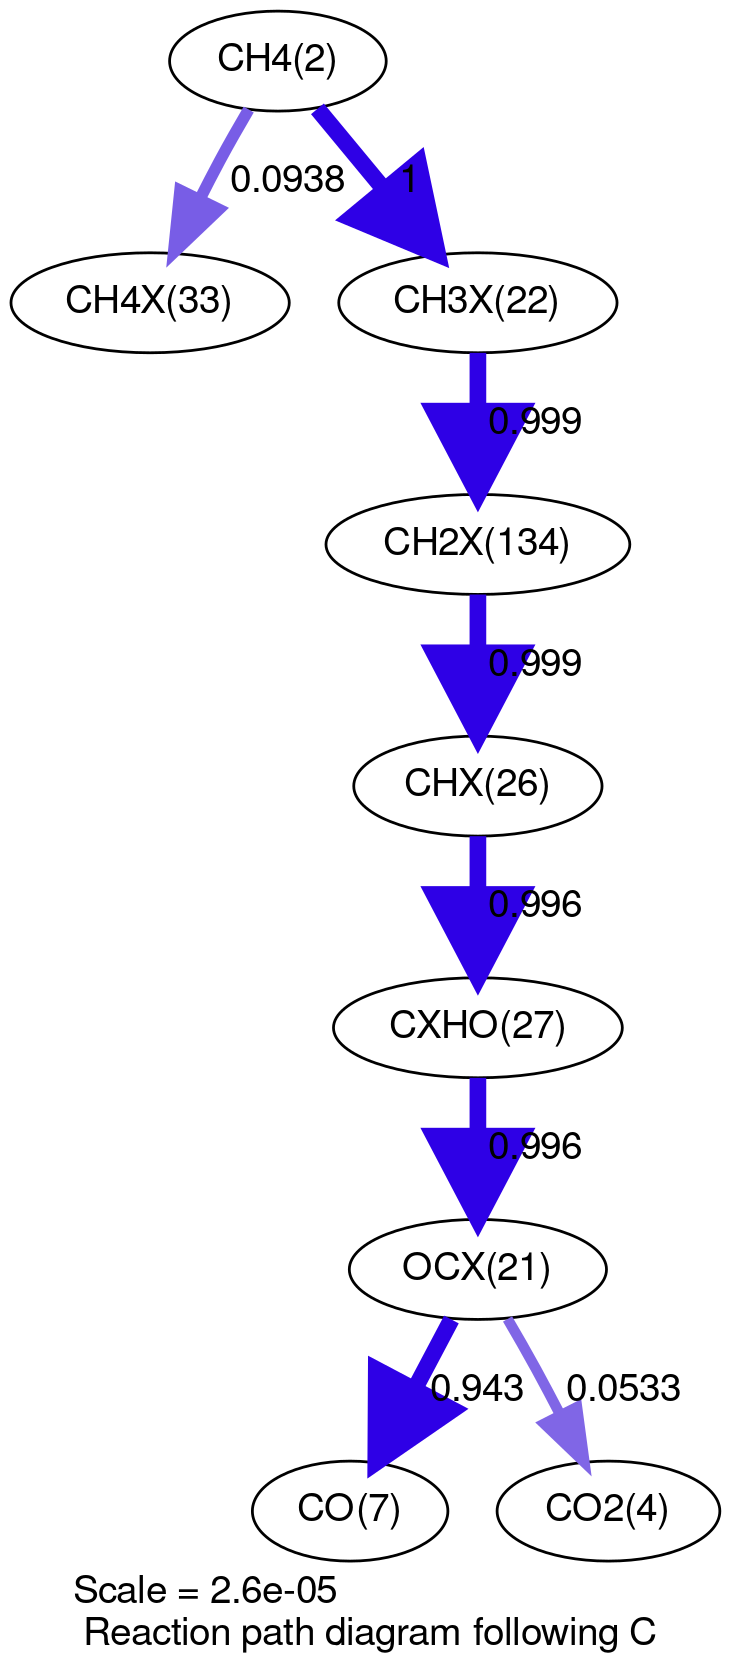 CH4(2)
0.0938
1
CH4X(33)
CH3X(22)
0.999
CH2X(134)
0.999
CHX(26)
0.996
CXHO(27)
0.996
OCX(21)
0.943
0.0533
CO(7)
CO2(4)
Scale = 2.6e-05
Reaction path diagram following C